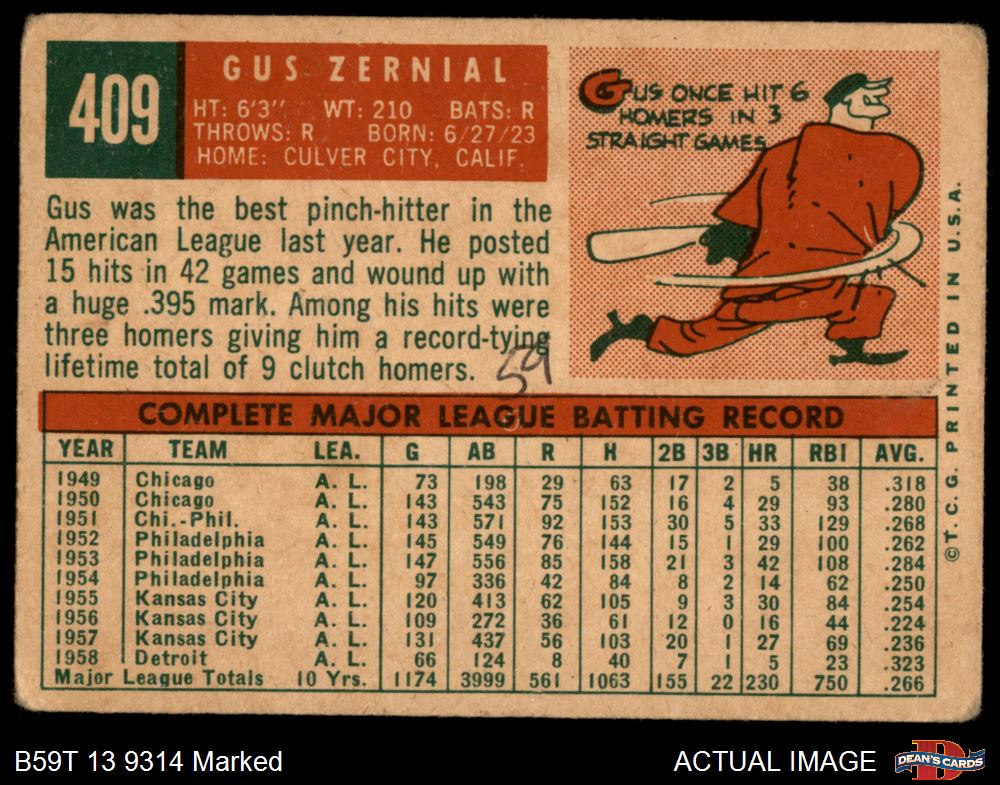 409
GUS ZERNIAL
HT: 6'3" WT: 210 BATS: R
THROWS: R BORN: 6/27/23
HOME: CULVER CITY, CALIF.
GUS ONCE HIT 6
HOMERS IN 3
STRAIGHT GAMES.
Gus was the best pinch-hitter in the
American League last year. He posted
15 hits in 42 games and wound up with
a huge .395 mark. Among his hits were
three homers giving him a record-tying
lifetime total of 9 clutch homers.
59
COMPLETE MAJOR LEAGUE BATTING RECORD
YEAR TEAM LEA. G AB R H 2B 3B HR RBI AVG.
1949 Chicago A. L. 73 198 29 63 17 2 5 38 .318
1950 Chicago A. L. 143 543 75 152 16 4 29 93 .280
1951 Chi.-Phil. A. L. 143 571 92 153 30 5 33 129 .268
1952 Philadelphia A. L. 145 549 76 144 15 1 29 100 .262
1953 Philadelphia A. L. 147 556 85 158 21 3 42 108 .284
1954 Philadelphia A. L. 97 336 42 84 8 2 14 62 .250
1955 Kansas City A. L. 120 413 62 105 9 3 30 84 .254
1956 Kansas City A. L. 109 272 36 61 12 0 16 44 .224
1957 Kansas City A. L. 131 437 56 103 20 1 27 69 .236
1958 Detroit A. L. 66 124 8 40 7 1 5 23 .323
Major League Totals 10 Yrs. 1174 3999 561 1063 155 22 230 750 .266
©T. C. G. PRINTED IN U.S.A.
B59T 13 9314 Marked
ACTUAL IMAGE
D
DEAN'S CARDS